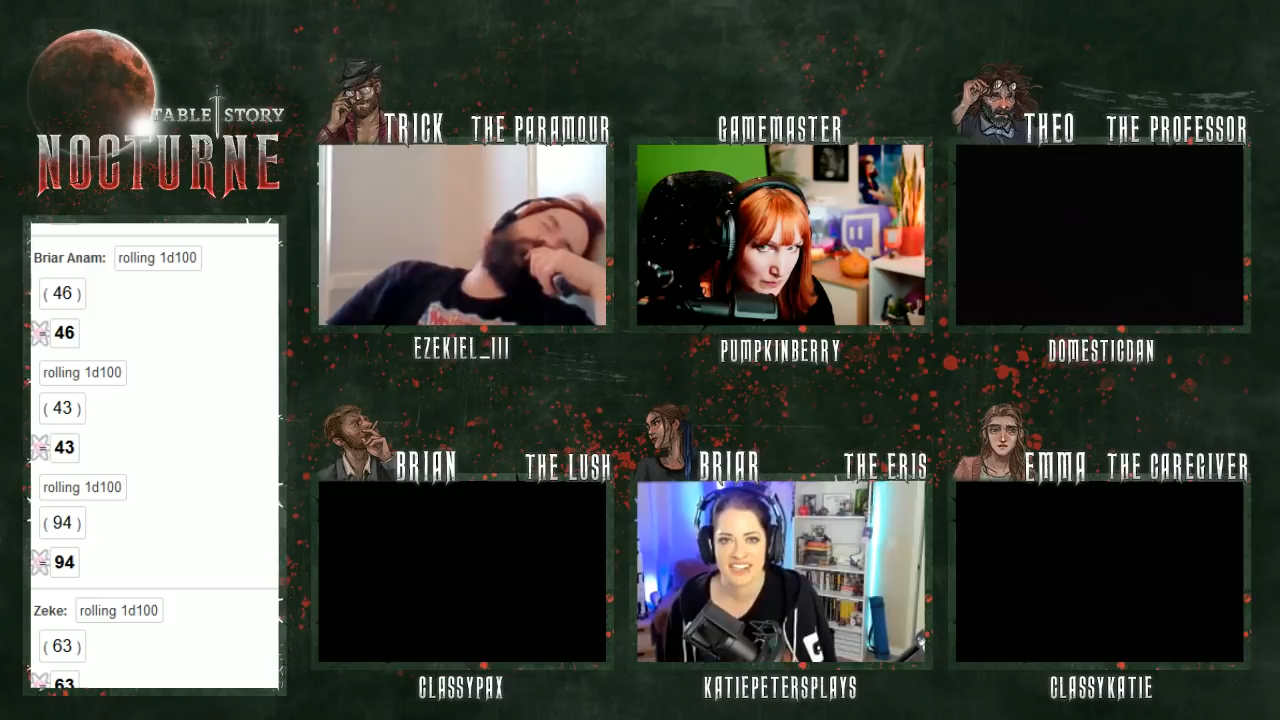 TABLE STORY
NOCTURNE
Briar Anam: rolling 1d100
( 46 )
= 46
rolling 1d100
( 43 )
= 43
rolling 1d100
( 94 )
= 94
Zeke: rolling 1d100
( 63 )
= 63
TRICK THE PARAMOUR
EZEKIEL_III
GAMEMASTER
PUMPKINBERRY
THEO THE PROFESSOR
DOMESTICDAN
BRIAN THE LUSH
CLASSYPAX
BRIAR THE ERIS
KATIEPETERSPLAYS
EMMA THE CAREGIVER
CLASSYKATIE